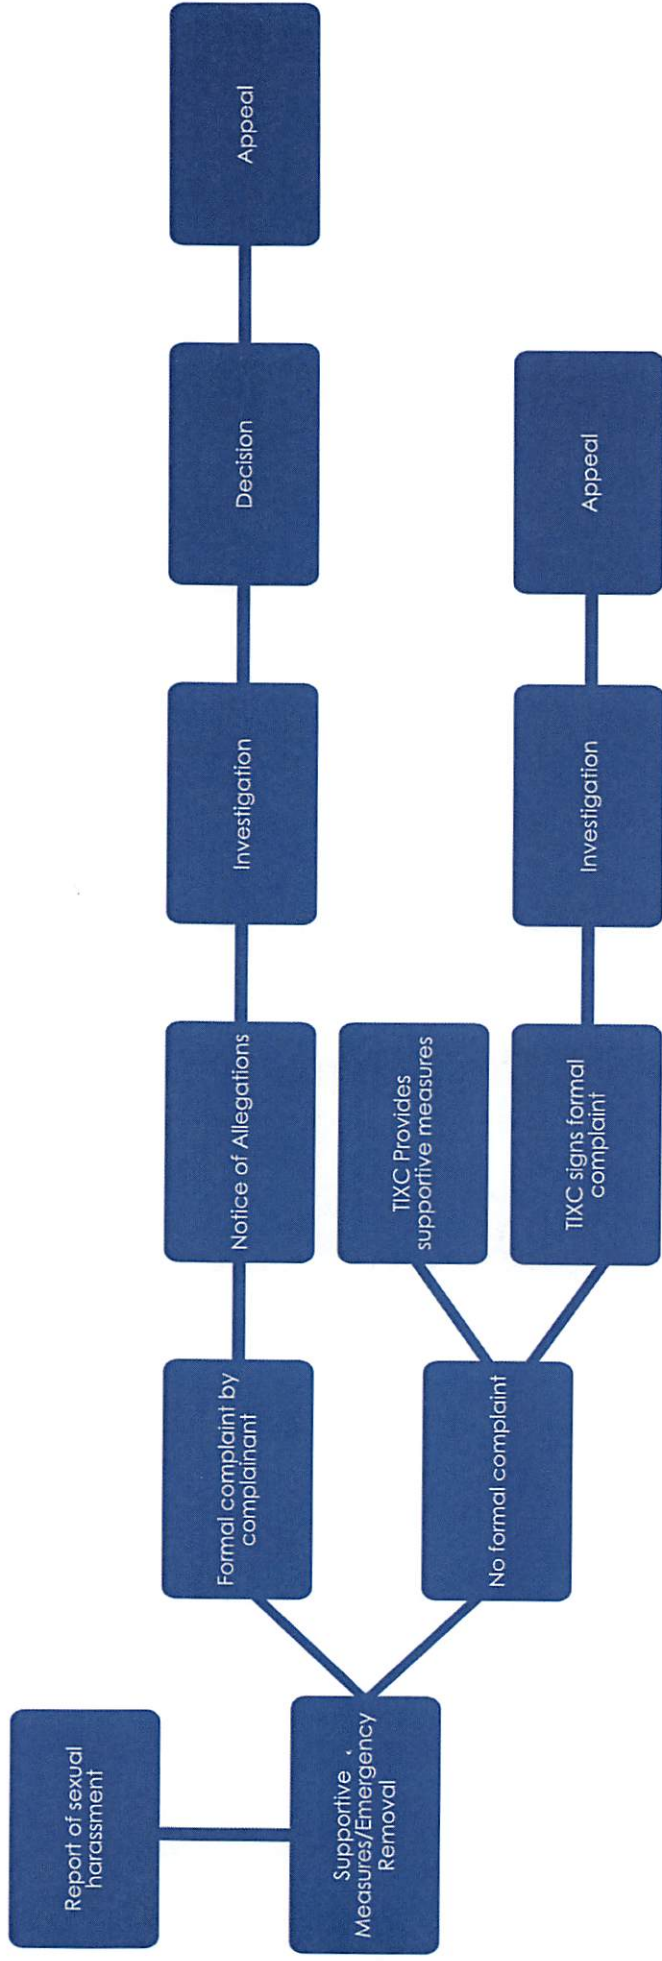 Report of sexual
harassment
Supportive
Measures/Emergency
Removal
Formal complaint by
complainant
Notice of Allegations
Investigation
Decision
Appeal
No formal complaint
TIXC Provides
supportive measures
TIXC signs formal
complaint
Investigation
Appeal